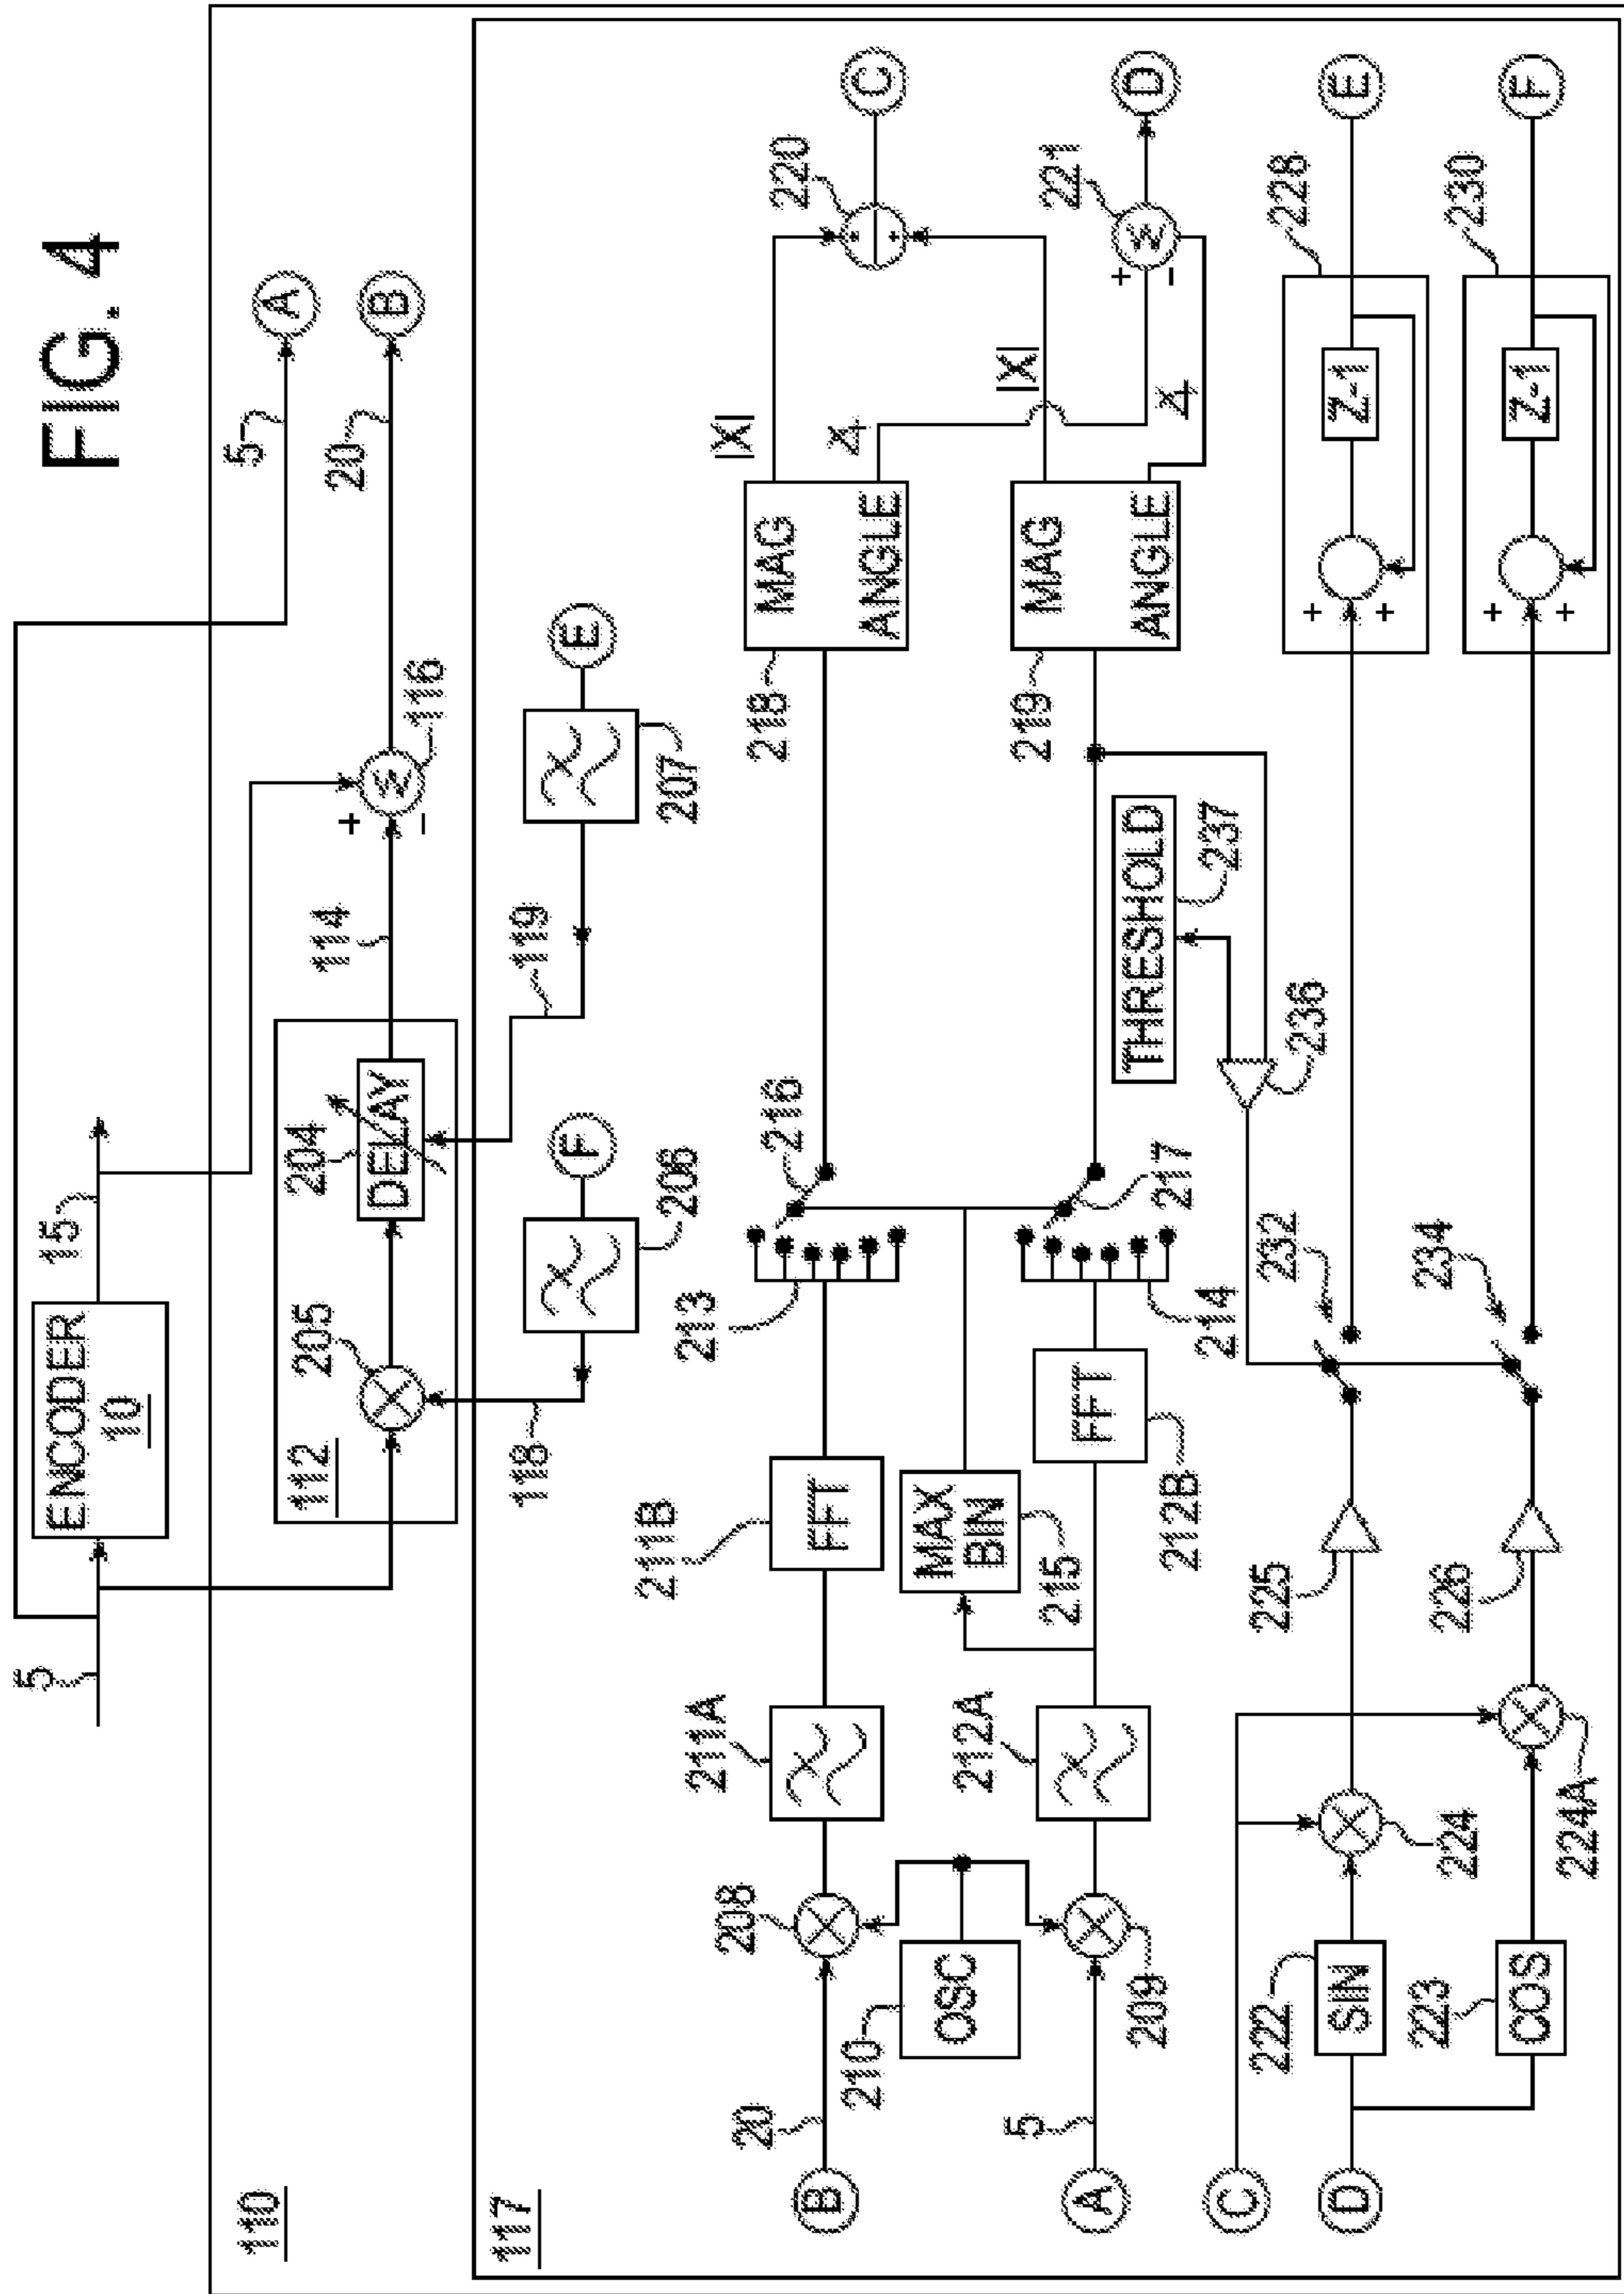 FIG. 4
5
ENCODER
10
15
5
A
20
B
110
112
205
204
DELAY
114
+
−
Σ
116
118
119
F
206
E
207
117
B
20
208
211A
211B
FFT
213
216
218
MAG
ANGLE
|X|
∡
220
C
210
OSC
MAX
BIN
215
A
5
209
212A
212B
FFT
214
217
219
MAG
ANGLE
|X|
∡
+
−
Σ
221
D
THRESHOLD
237
236
C
D
222
SIN
224
225
232
+
+
Z-1
228
E
223
COS
224A
226
234
+
+
Z-1
230
F